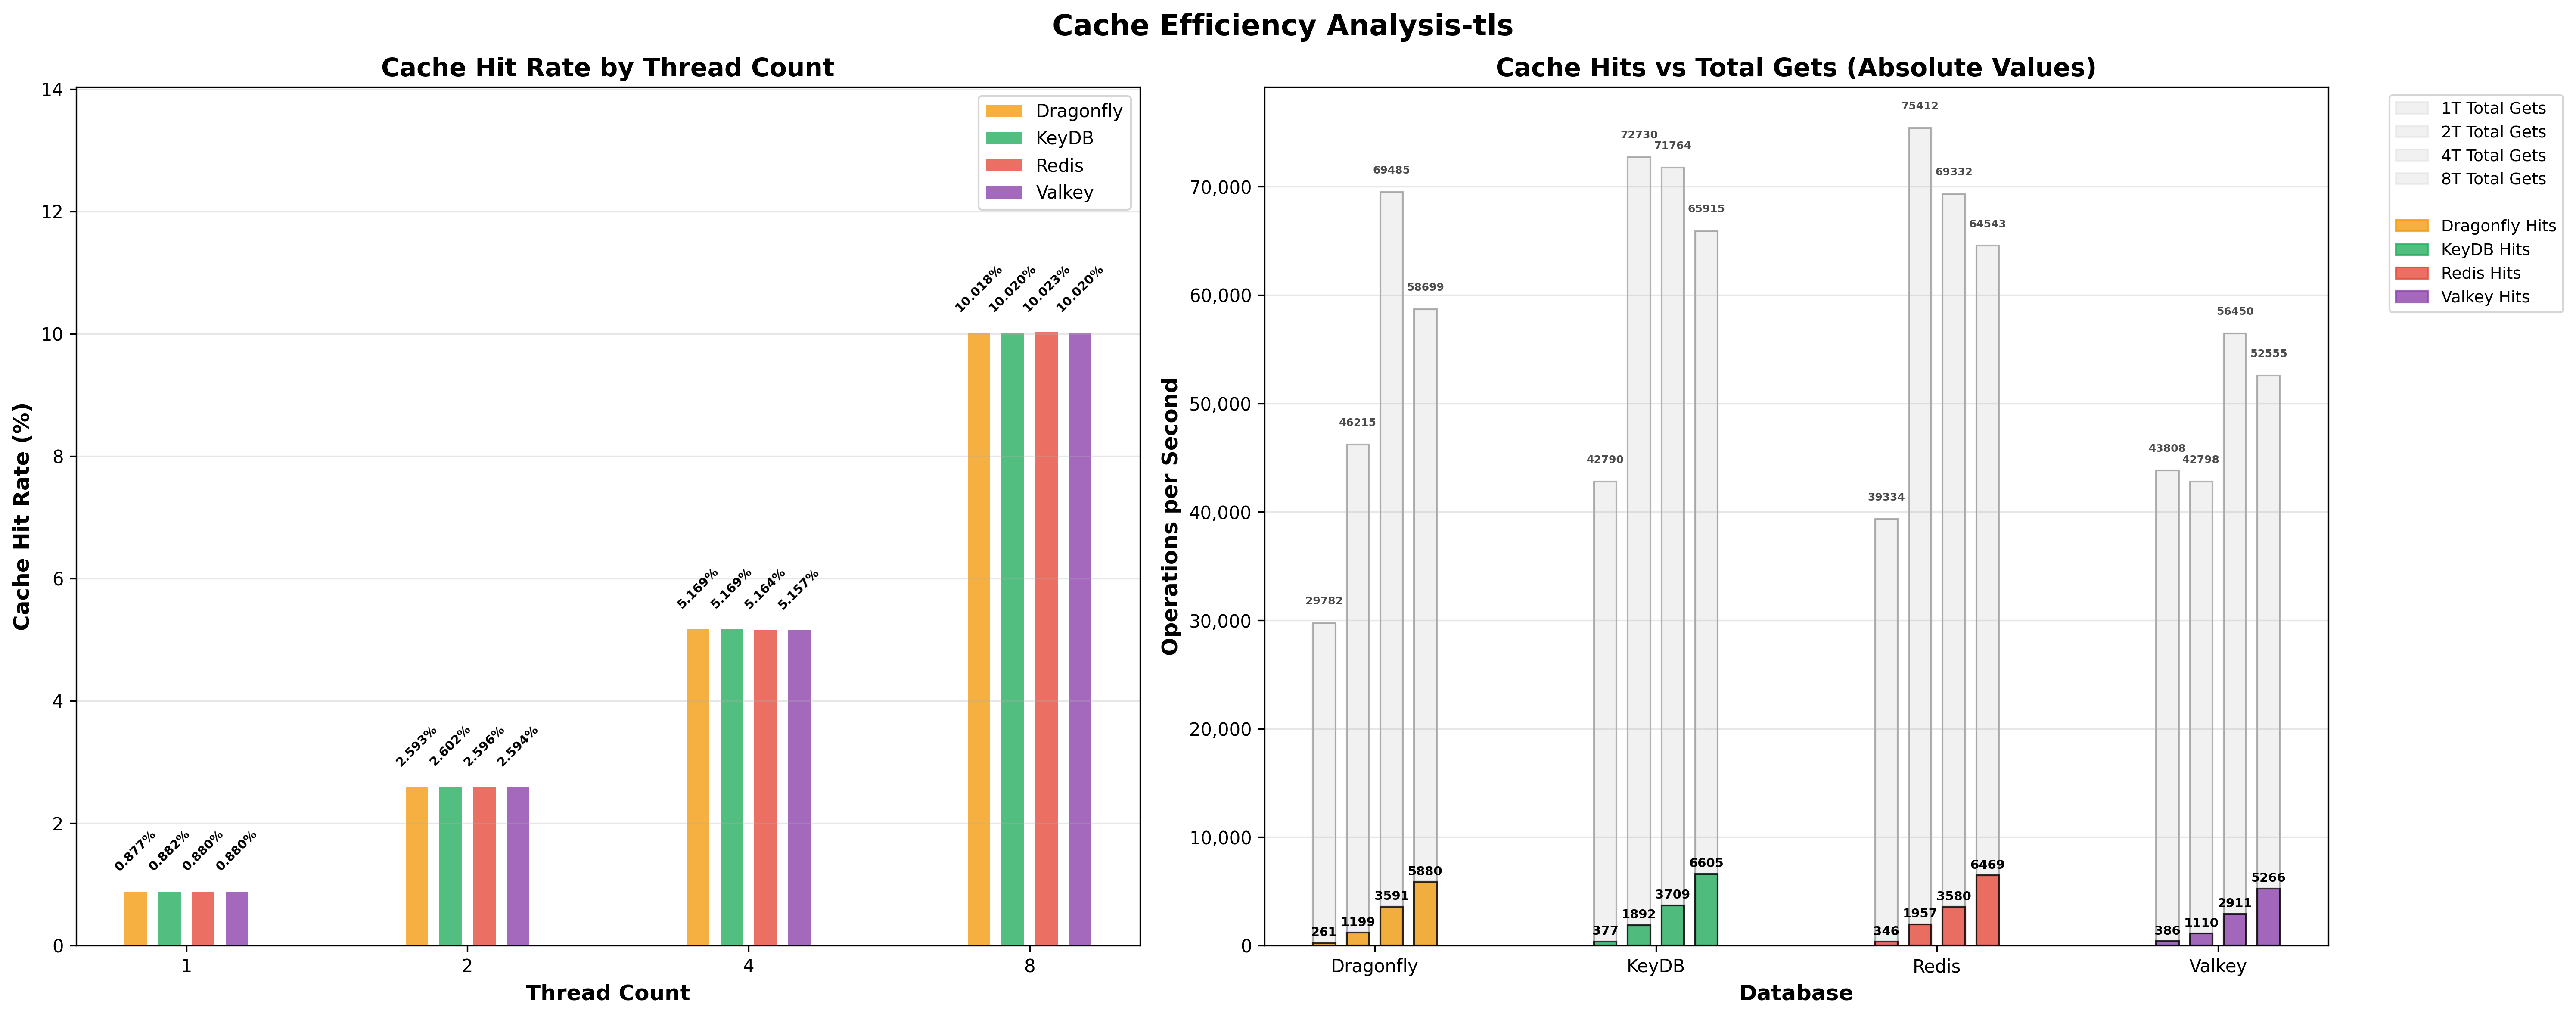 Cache Efficiency Analysis-tls
Cache Hit Rate by Thread Count
Cache Hit Rate (%)
14
12
10
8
6
4
2
0
Dragonfly
KeyDB
Redis
Valkey
0.877%
0.882%
0.880%
0.880%
2.593%
2.602%
2.596%
2.594%
5.169%
5.169%
5.164%
5.157%
10.018%
10.020%
10.023%
10.020%
1
2
4
8
Thread Count
Cache Hits vs Total Gets (Absolute Values)
Operations per Second
70,000
60,000
50,000
40,000
30,000
20,000
10,000
0
29782
46215
69485
58699
42790
72730
71764
65915
39334
75412
69332
64543
43808
42798
56450
52555
261
1199
3591
5880
377
1892
3709
6605
346
1957
3580
6469
386
1110
2911
5266
Dragonfly
KeyDB
Redis
Valkey
Database
1T Total Gets
2T Total Gets
4T Total Gets
8T Total Gets
Dragonfly Hits
KeyDB Hits
Redis Hits
Valkey Hits